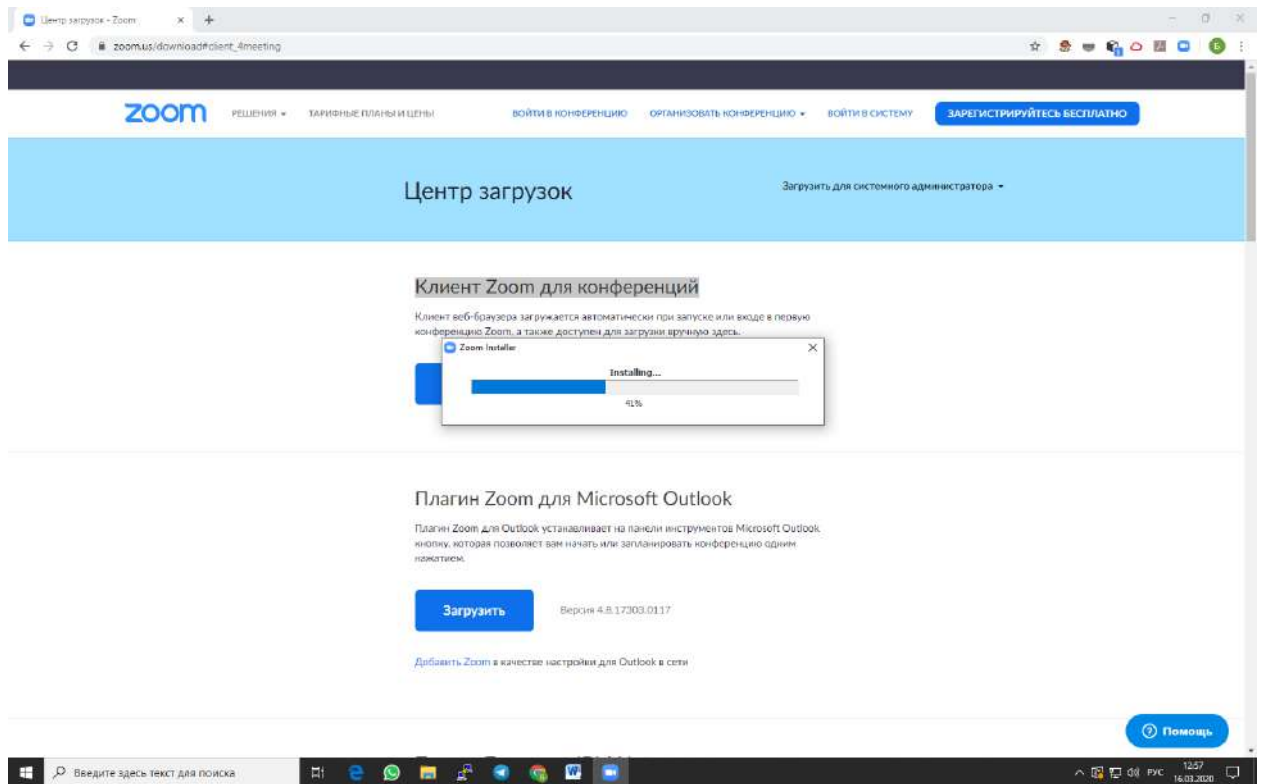 Центр загрузок - Zoom
zoom.us/download#client_4meeting
Б
zoom
РЕШЕНИЯ
ТАРИФНЫЕ ПЛАНЫ И ЦЕНЫ
ВОЙТИ В КОНФЕРЕНЦИЮ
ОРГАНИЗОВАТЬ КОНФЕРЕНЦИЮ
ВОЙТИ В СИСТЕМУ
ЗАРЕГИСТРИРУЙТЕСЬ БЕСПЛАТНО
Центр загрузок
Загрузить для системного администратора
Клиент Zoom для конференций
Клиент веб-браузера загружается автоматически при запуске или входе в первую
конференцию Zoom, а также доступен для загрузки вручную здесь.
Zoom Installer
Installing...
41%
Плагин Zoom для Microsoft Outlook
Плагин Zoom для Outlook устанавливает на панели инструментов Microsoft Outlook
кнопку, которая позволяет вам начать или запланировать конференцию одним
нажатием.
Загрузить
Версия 4.8.17303.0117
Добавить Zoom в качестве настройки для Outlook в сети
Помощь
Введите здесь текст для поиска
РУС
12:57
16.03.2020